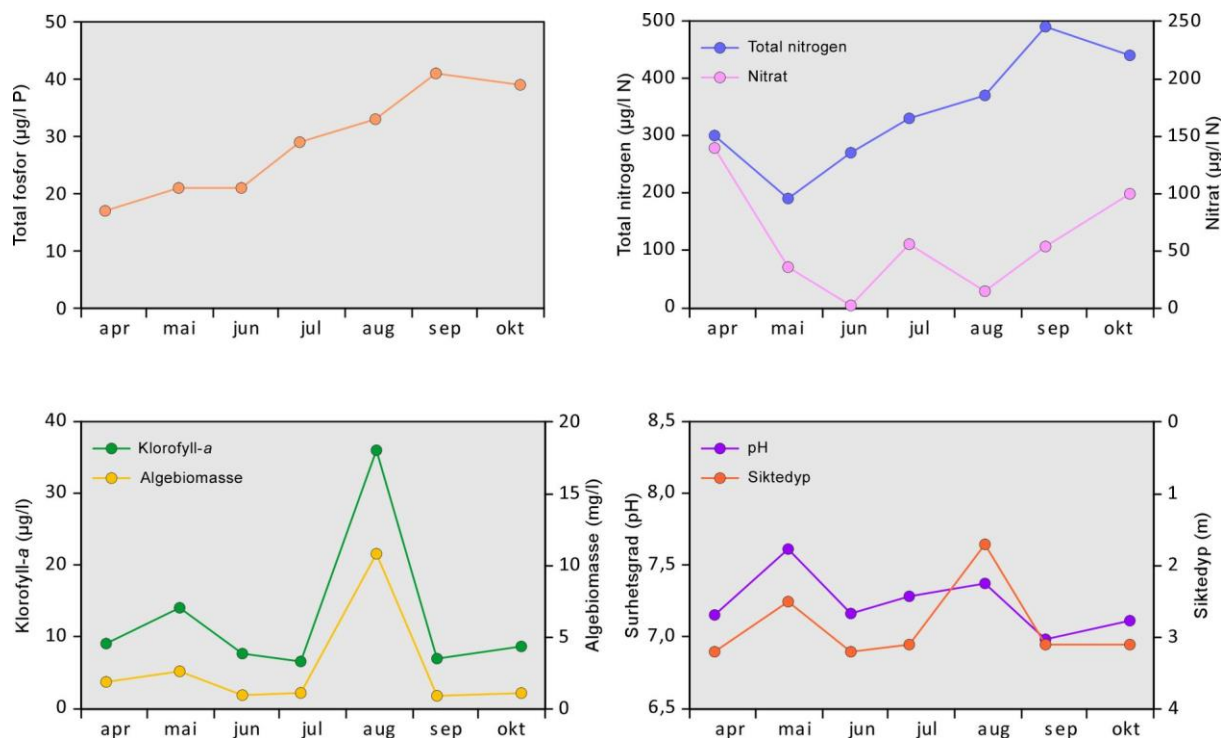 Total fosfor (µg/l P)
50
40
30
20
10
0
apr mai jun jul aug sep okt
Total nitrogen (µg/l N)
500
400
300
200
100
0
Total nitrogen
Nitrat
250
200
150
100
50
0
Nitrat (µg/l N)
apr mai jun jul aug sep okt
Klorofyll-a (µg/l)
40
30
20
10
0
Klorofyll-a
Algebiomasse
20
15
10
5
0
Algebiomasse (mg/l)
apr mai jun jul aug sep okt
Surhetsgrad (pH)
8,5
8,0
7,5
7,0
6,5
pH
Siktedyp
0
1
2
3
4
Siktedyp (m)
apr mai jun jul aug sep okt